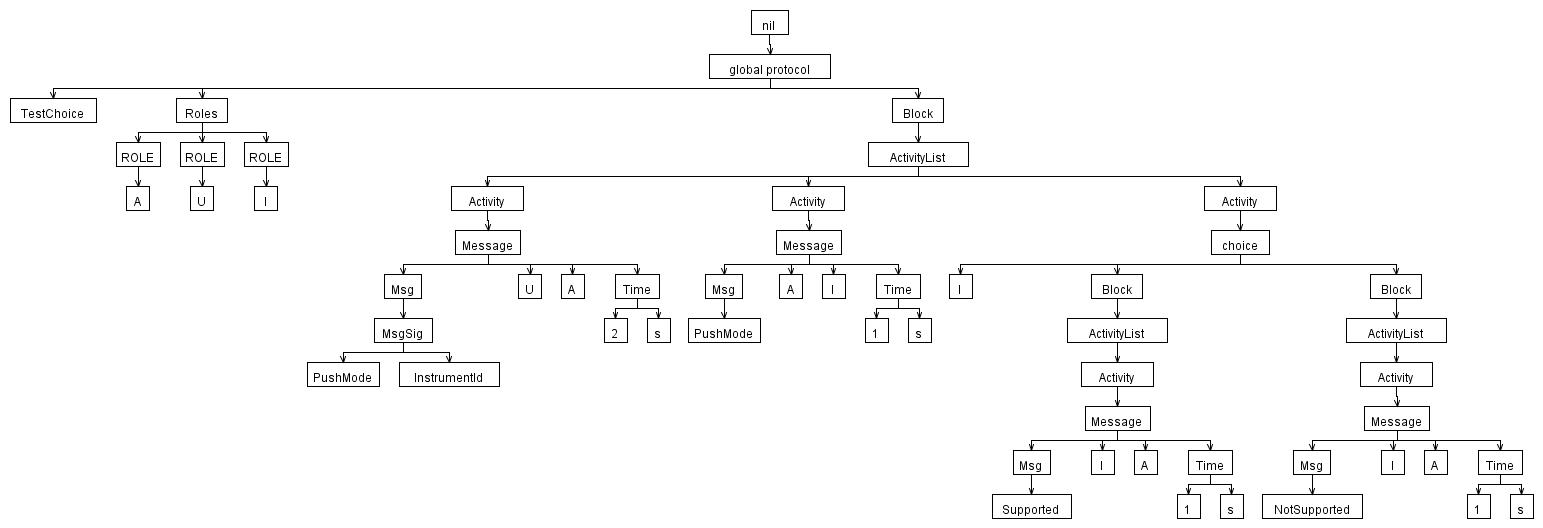 nil
global protocol
TestChoice Roles Block
ROLE ROLE ROLE ActivityList
A U I Activity Activity Activity
Message Message choice
Msg U A Time Msg A I Time I Block Block
MsgSig 2 s PushMode 1 s ActivityList ActivityList
PushMode InstrumentId Activity Activity
Message Message
Msg I A Time Msg I A Time
Supported 1 s NotSupported 1 s